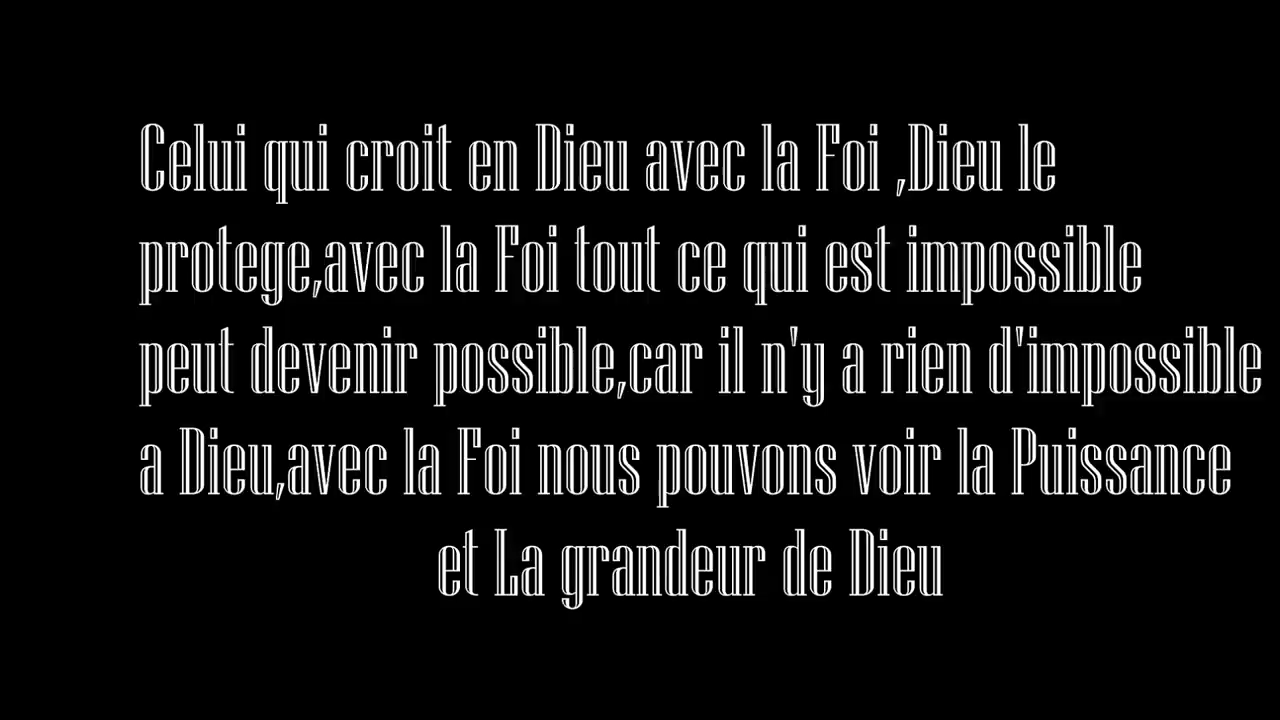 Celui qui croit en Dieu avec la Foi ,Dieu le
protege,avec la Foi tout ce qui est impossible
peut devenir possible,car il n'y a rien d'impossible
a Dieu,avec la Foi nous pouvons voir la Puissance
et La grandeur de Dieu